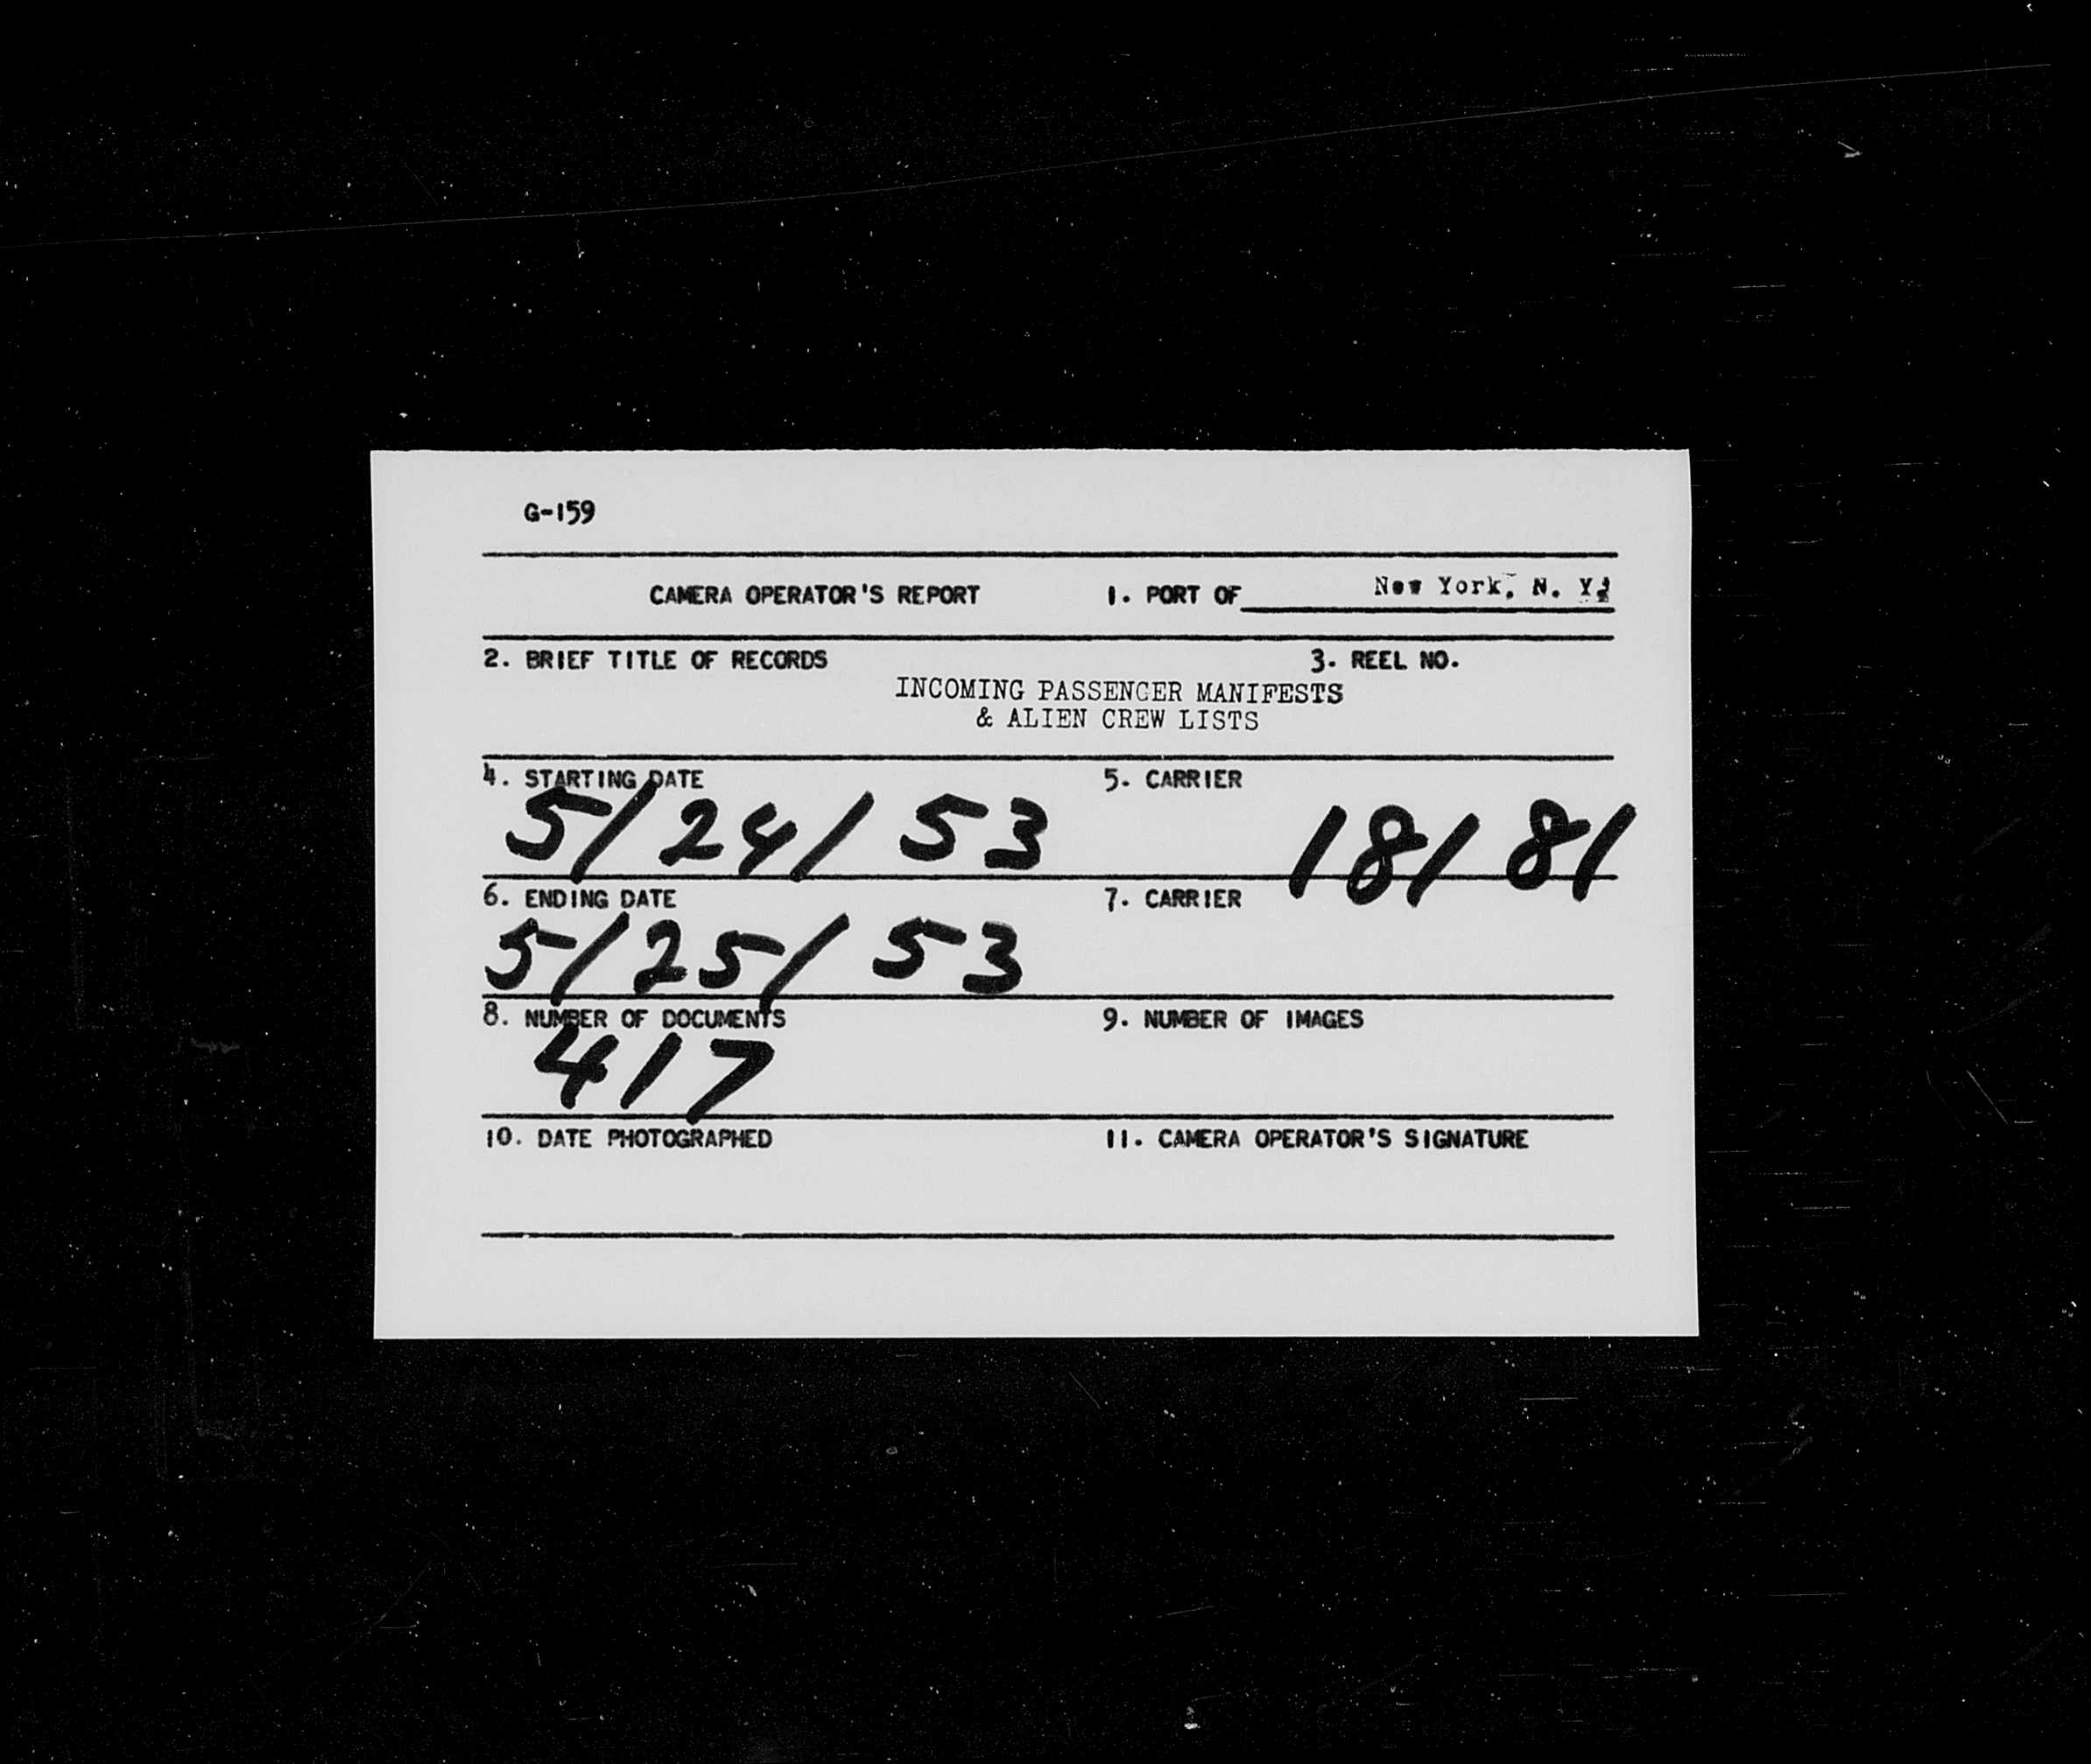 G-159
CAMERA OPERATOR'S REPORT 1. PORT OF New York, N. Y.
2. BRIEF TITLE OF RECORDS 3. REEL NO.
INCOMING PASSENGER MANIFESTS
& ALIEN CREW LISTS
4. STARTING DATE 5. CARRIER
5/24/53 18181
6. ENDING DATE 7. CARRIER
5/25/53
8. NUMBER OF DOCUMENTS 9. NUMBER OF IMAGES
417
10. DATE PHOTOGRAPHED 11. CAMERA OPERATOR'S SIGNATURE